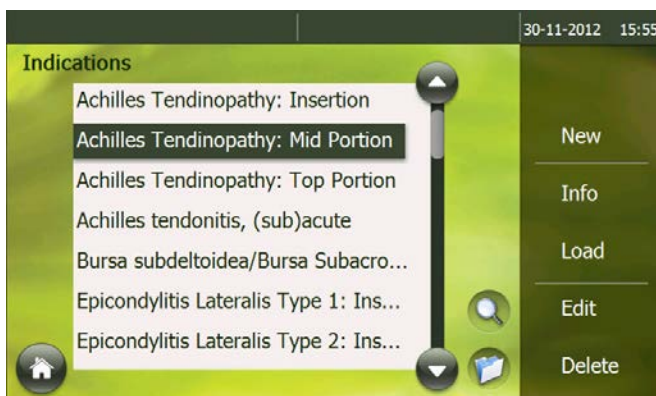 30-11-2012 15:55
Indications
Achilles Tendinopathy: Insertion
Achilles Tendinopathy: Mid Portion
Achilles Tendinopathy: Top Portion
Achilles tendonitis, (sub)acute
Bursa subdeltoidea/Bursa Subacro...
Epicondylitis Lateralis Type 1: Ins...
Epicondylitis Lateralis Type 2: Ins...
New
Info
Load
Edit
Delete